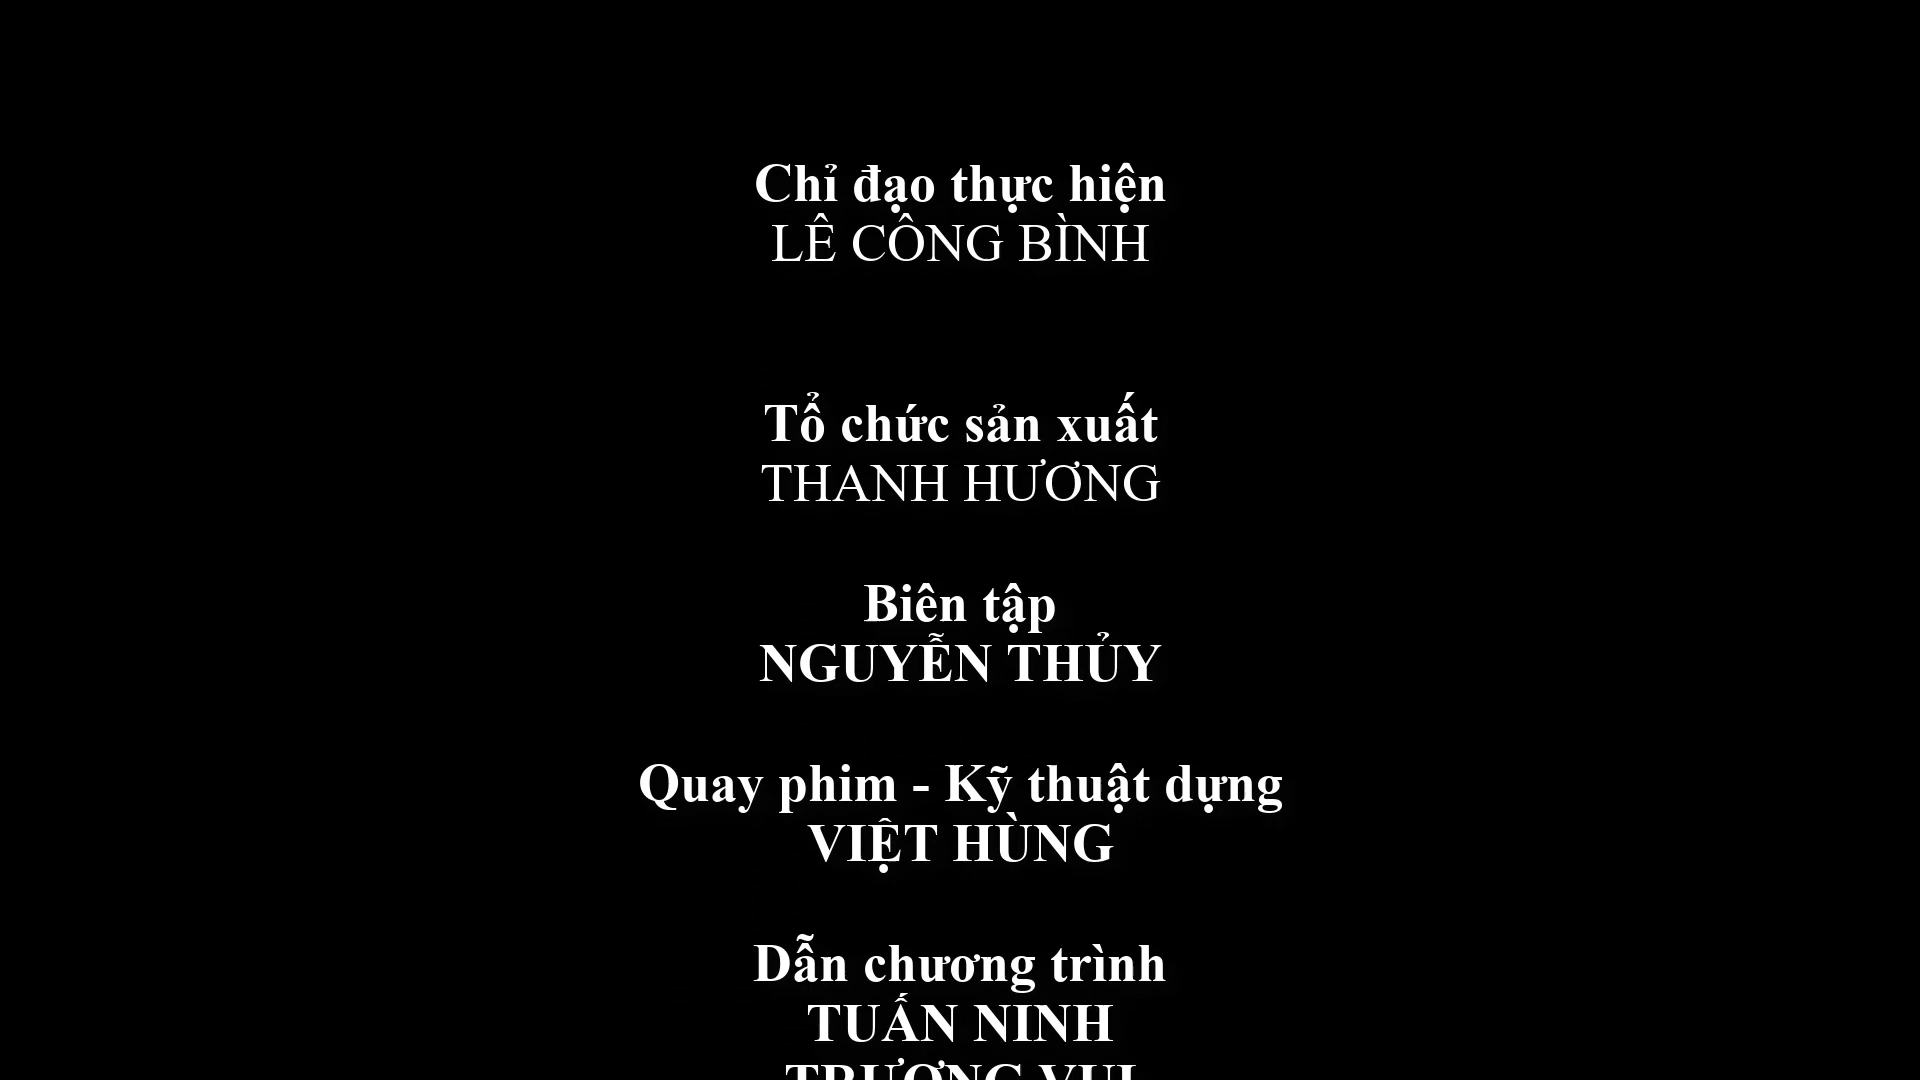 Chỉ đạo thực hiện
LÊ CÔNG BÌNH
Tổ chức sản xuất
THANH HƯƠNG
Biên tập
NGUYỄN THỦY
Quay phim - Kỹ thuật dựng
VIỆT HÙNG
Dẫn chương trình
TUẤN NINH